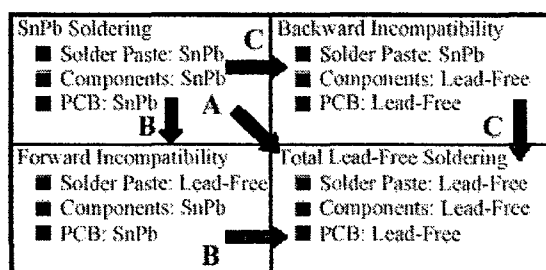 SnPb Soldering
■ Solder Paste: SnPb
■ Components: SnPb
■ PCB: SnPb
C
Backward Incompatibility
■ Solder Paste: SnPb
■ Components: Lead-Free
■ PCB: Lead-Free
B
A
C
Forward Incompatibility
■ Solder Paste: Lead-Free
■ Components: SnPb
■ PCB: SnPb
B
Total Lead-Free Soldering
■ Solder Paste: Lead-Free
■ Components: Lead-Free
■ PCB: Lead-Free